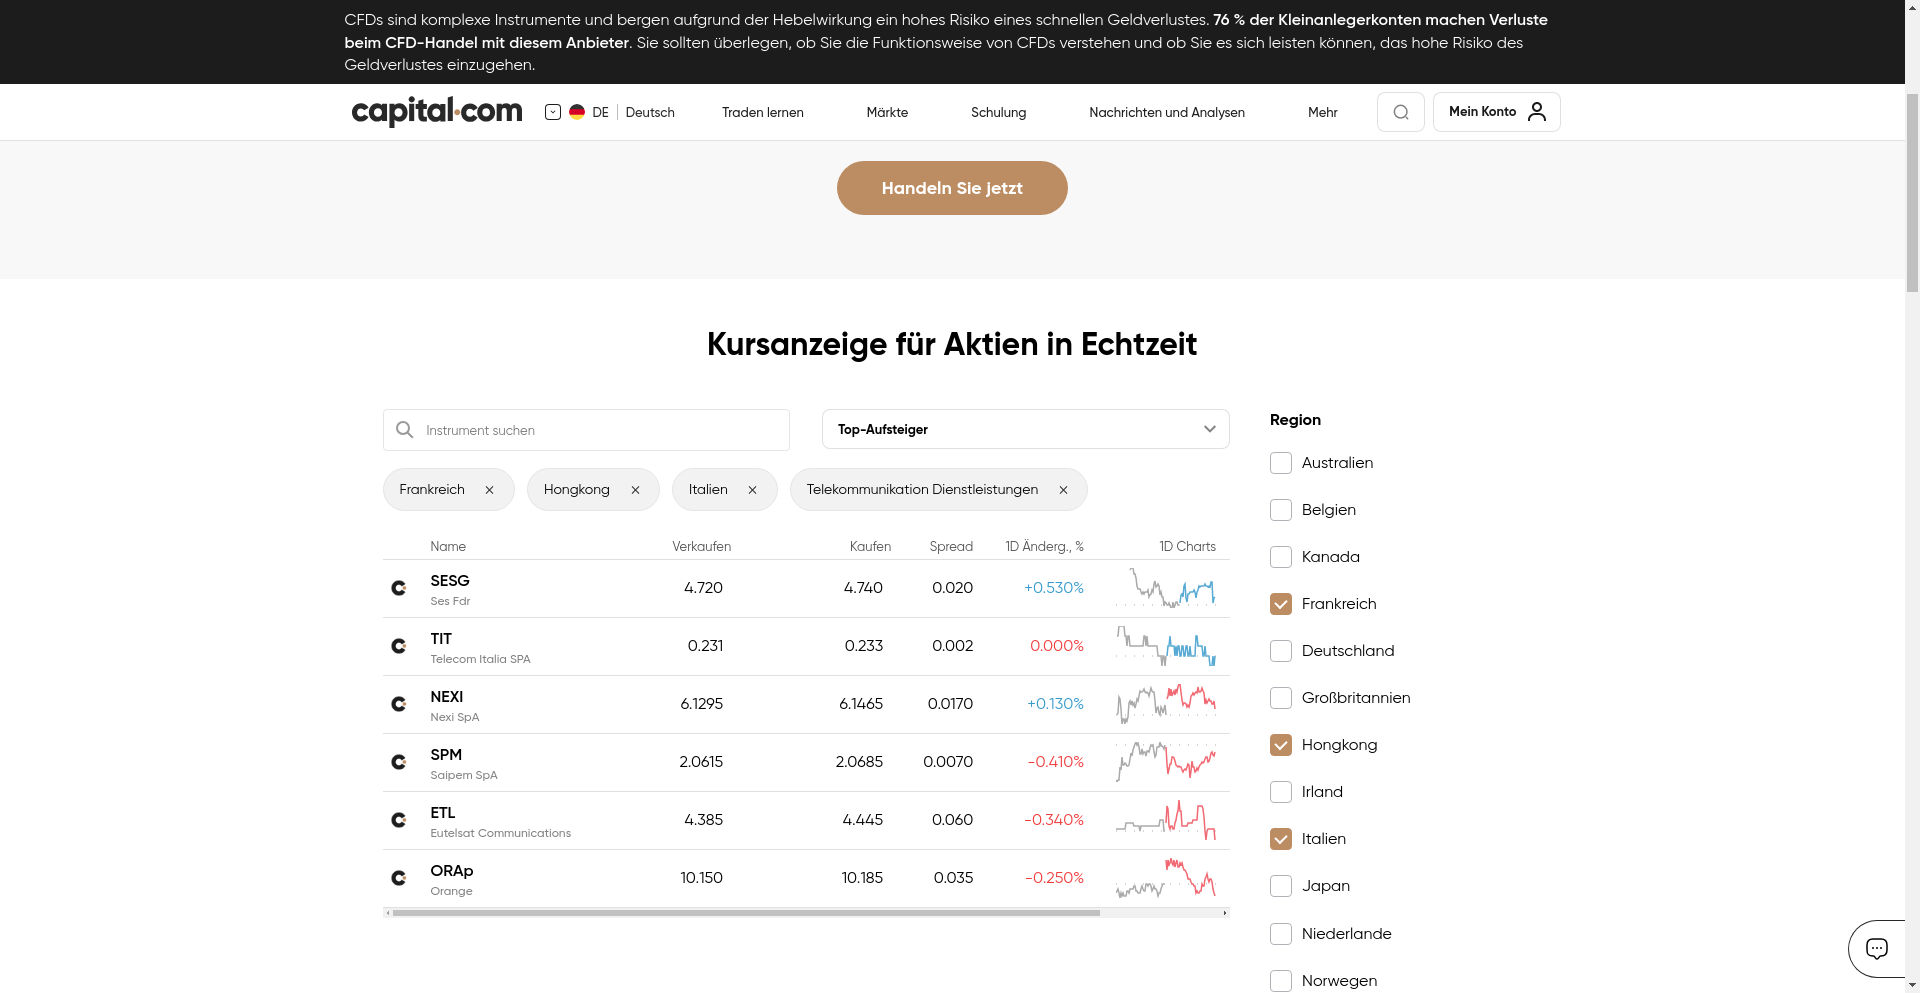 CFDs sind komplexe Instrumente und bergen aufgrund der Hebelwirkung ein hohes Risiko eines schnellen Geldverlustes. 76 % der Kleinanlegerkonten machen Verluste
beim CFD-Handel mit diesem Anbieter. Sie sollten überlegen, ob Sie die Funktionsweise von CFDs verstehen und ob Sie es sich leisten können, das hohe Risiko des
Geldverlustes einzugehen.
capital.com DE Deutsch Traden lernen Märkte Schulung Nachrichten und Analysen Mehr Mein Konto
Handeln Sie jetzt
Kursanzeige für Aktien in Echtzeit
Instrument suchen Top-Aufsteiger
Frankreich Hongkong Italien Telekommunikation Dienstleistungen
Name Verkaufen Kaufen Spread 1D Änderg., % 1D Charts
SESG 4.720 4.740 0.020 +0.530%
Ses Fdr
TIT 0.231 0.233 0.002 0.000%
Telecom Italia SPA
NEXI 6.1295 6.1465 0.0170 +0.130%
Nexi SpA
SPM 2.0615 2.0685 0.0070 -0.410%
Saipem SpA
ETL 4.385 4.445 0.060 -0.340%
Eutelsat Communications
ORAp 10.150 10.185 0.035 -0.250%
Orange
Region
Australien
Belgien
Kanada
Frankreich
Deutschland
Großbritannien
Hongkong
Irland
Italien
Japan
Niederlande
Norwegen